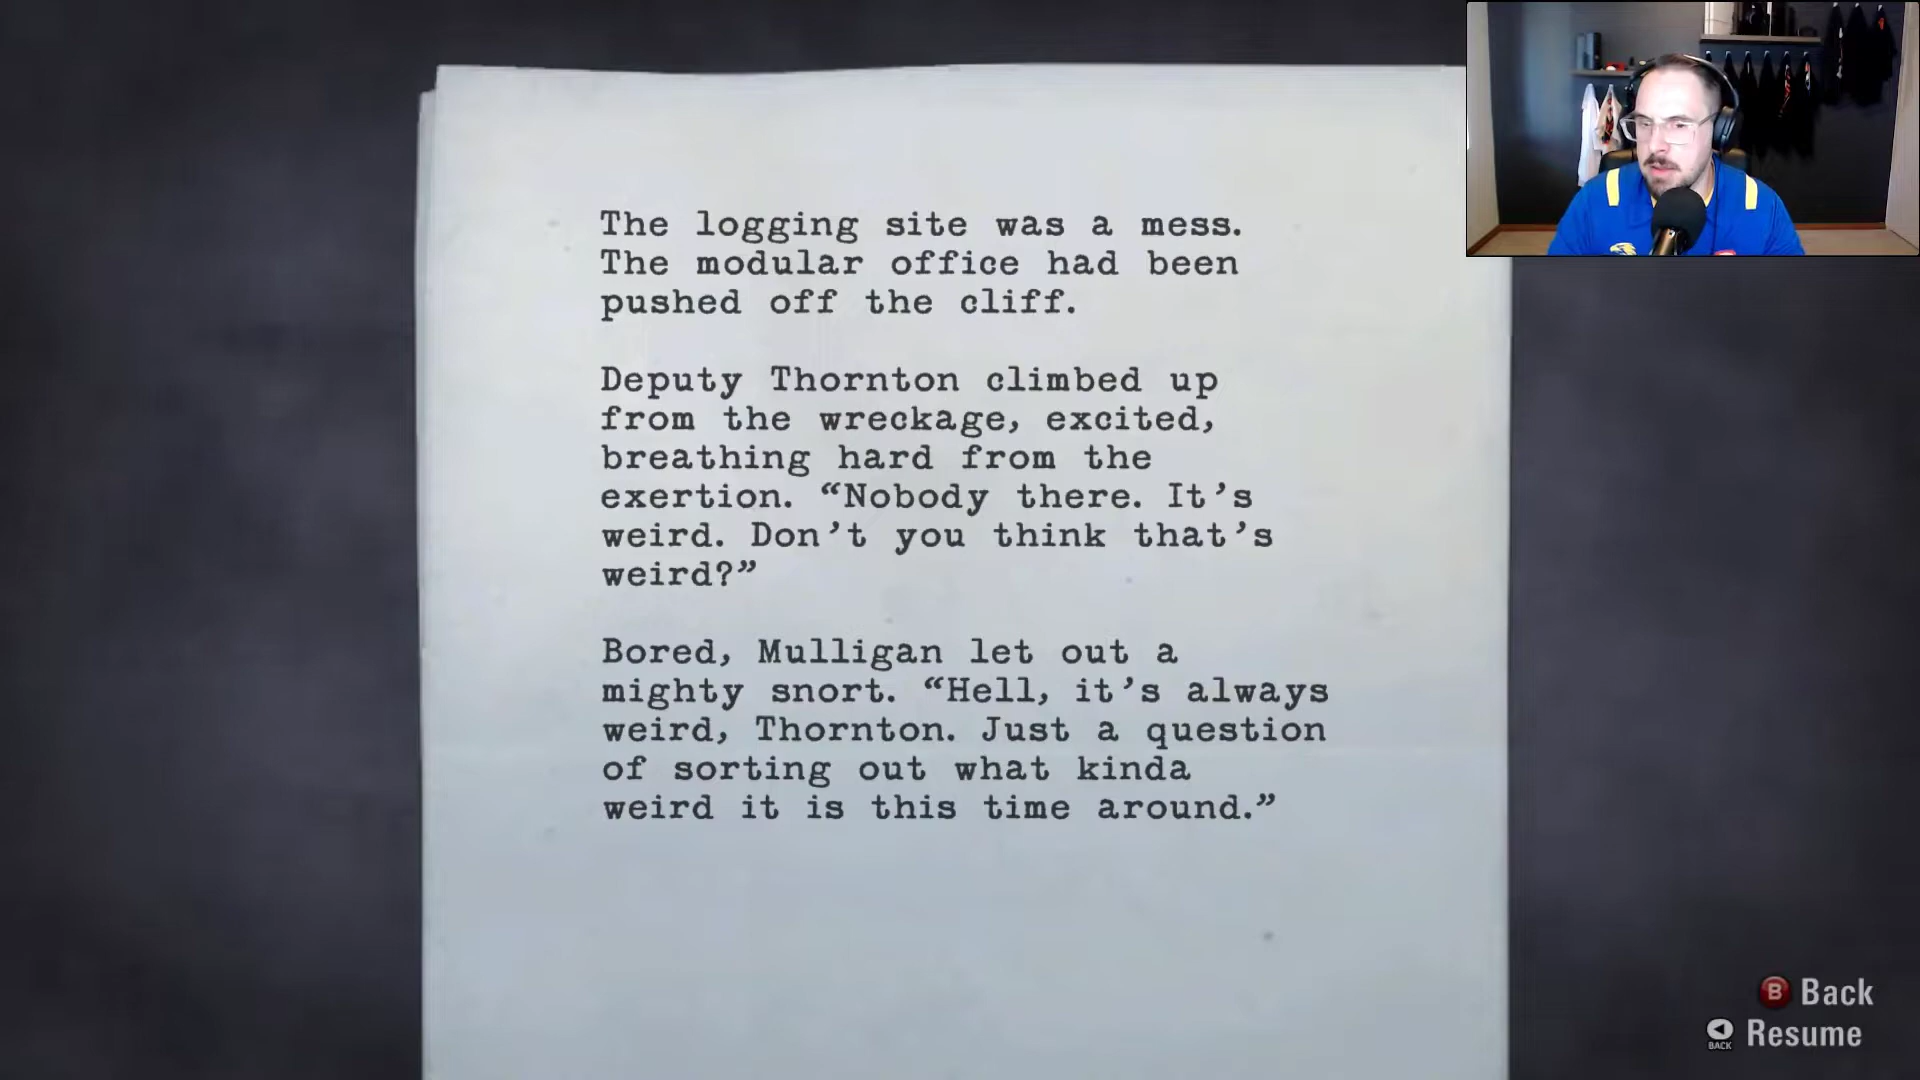 The logging site was a mess.
The modular office had been
pushed off the cliff.
Deputy Thornton climbed up
from the wreckage, excited,
breathing hard from the
exertion. “Nobody there. It’s
weird. Don’t you think that’s
weird?”
Bored, Mulligan let out a
mighty snort. “Hell, it’s always
weird, Thornton. Just a question
of sorting out what kinda
weird it is this time around.”
B Back
BACK Resume